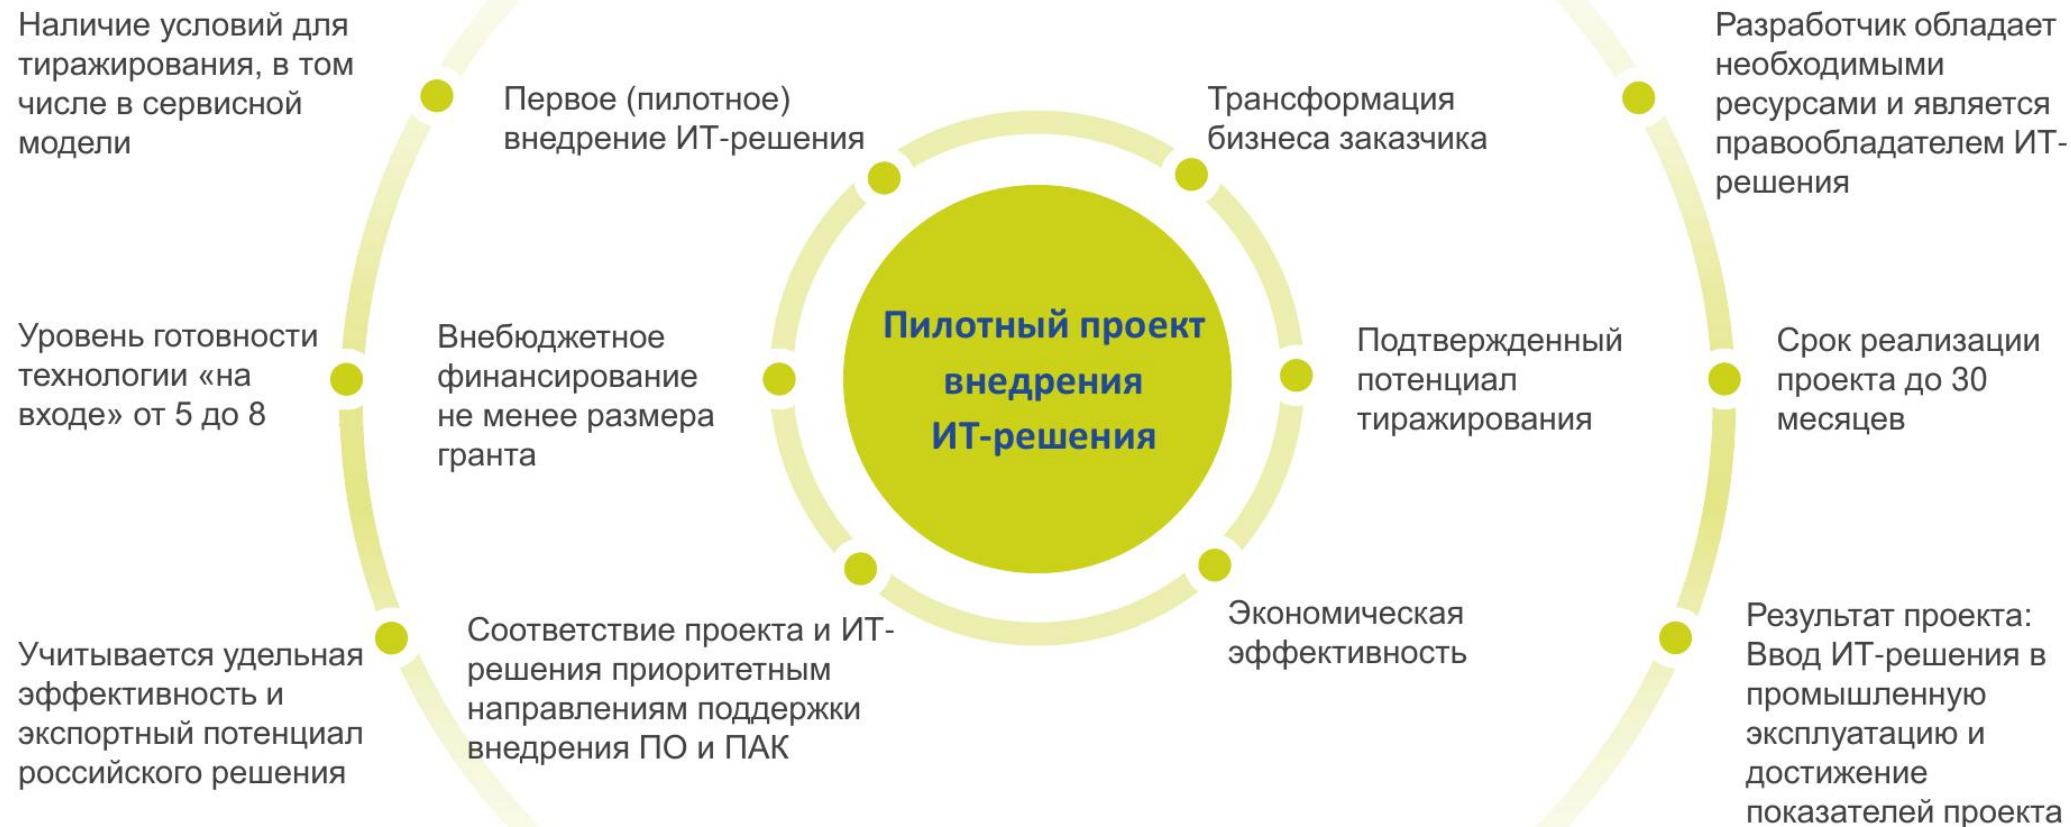 Наличие условий для
тиражирования, в том
числе в сервисной
модели
Первое (пилотное)
внедрение ИТ-решения
Трансформация
бизнеса заказчика
Разработчик обладает
необходимыми
ресурсами и является
правообладателем ИТ-
решения
Уровень готовности
технологии «на
входе» от 5 до 8
Внебюджетное
финансирование
не менее размера
гранта
Пилотный проект
внедрения
ИТ-решения
Подтвержденный
потенциал
тиражирования
Срок реализации
проекта до 30
месяцев
Учитывается удельная
эффективность и
экспортный потенциал
российского решения
Соответствие проекта и ИТ-
решения приоритетным
направлениям поддержки
внедрения ПО и ПАК
Экономическая
эффективность
Результат проекта:
Ввод ИТ-решения в
промышленную
эксплуатацию и
достижение
показателей проекта